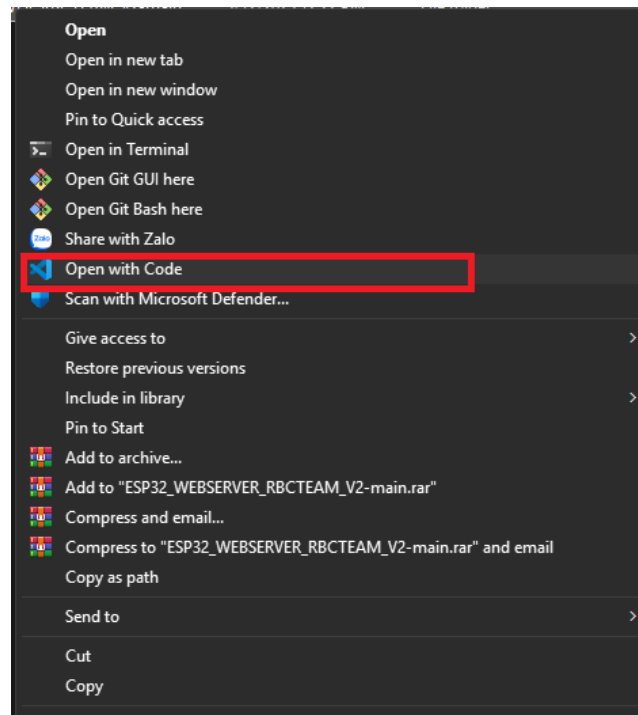 Open
Open in new tab
Open in new window
Pin to Quick access
Open in Terminal
Open Git GUI here
Open Git Bash here
Zalo Share with Zalo
Open with Code
Scan with Microsoft Defender...
Give access to
Restore previous versions
Include in library
Pin to Start
Add to archive...
Add to "ESP32_WEBSERVER_RBCTEAM_V2-main.rar"
Compress and email...
Compress to "ESP32_WEBSERVER_RBCTEAM_V2-main.rar" and email
Copy as path
Send to
Cut
Copy